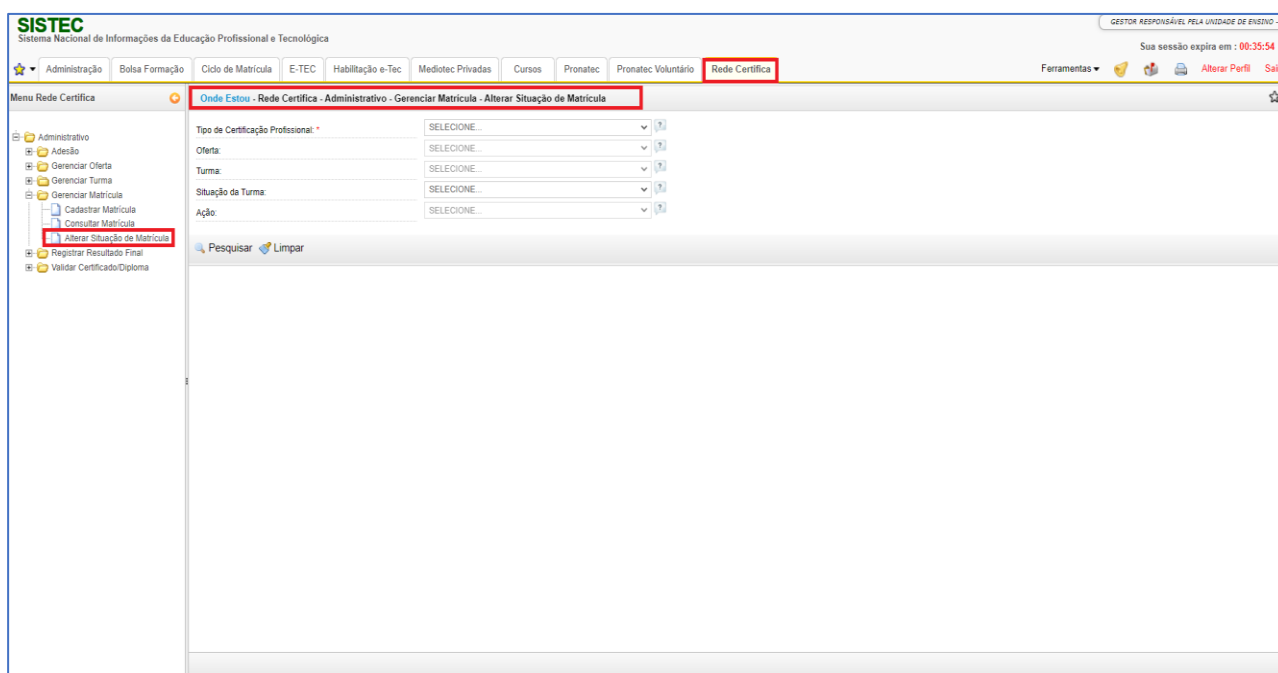 SISTEC
Sistema Nacional de Informações da Educação Profissional e Tecnológica
GESTOR RESPONSÁVEL PELA UNIDADE DE ENSINO -
Sua sessão expira em : 00:35:54
Administração Bolsa Formação Ciclo de Matrícula E-TEC Habilitação e-Tec Mediotec Privadas Cursos Pronatec Pronatec Voluntário Rede Certifica Ferramentas Alterar Perfil Sai
Menu Rede Certifica
Onde Estou - Rede Certifica - Administrativo - Gerenciar Matrícula - Alterar Situação de Matrícula
Administrativo
Adesão
Gerenciar Oferta
Gerenciar Turma
Gerenciar Matrícula
Cadastrar Matrícula
Consultar Matrícula
Alterar Situação de Matrícula
Registrar Resultado Final
Validar Certificado/Diploma
Tipo de Certificação Profissional: * SELECIONE...
Oferta: SELECIONE...
Turma: SELECIONE...
Situação da Turma: SELECIONE...
Ação: SELECIONE...
Pesquisar Limpar